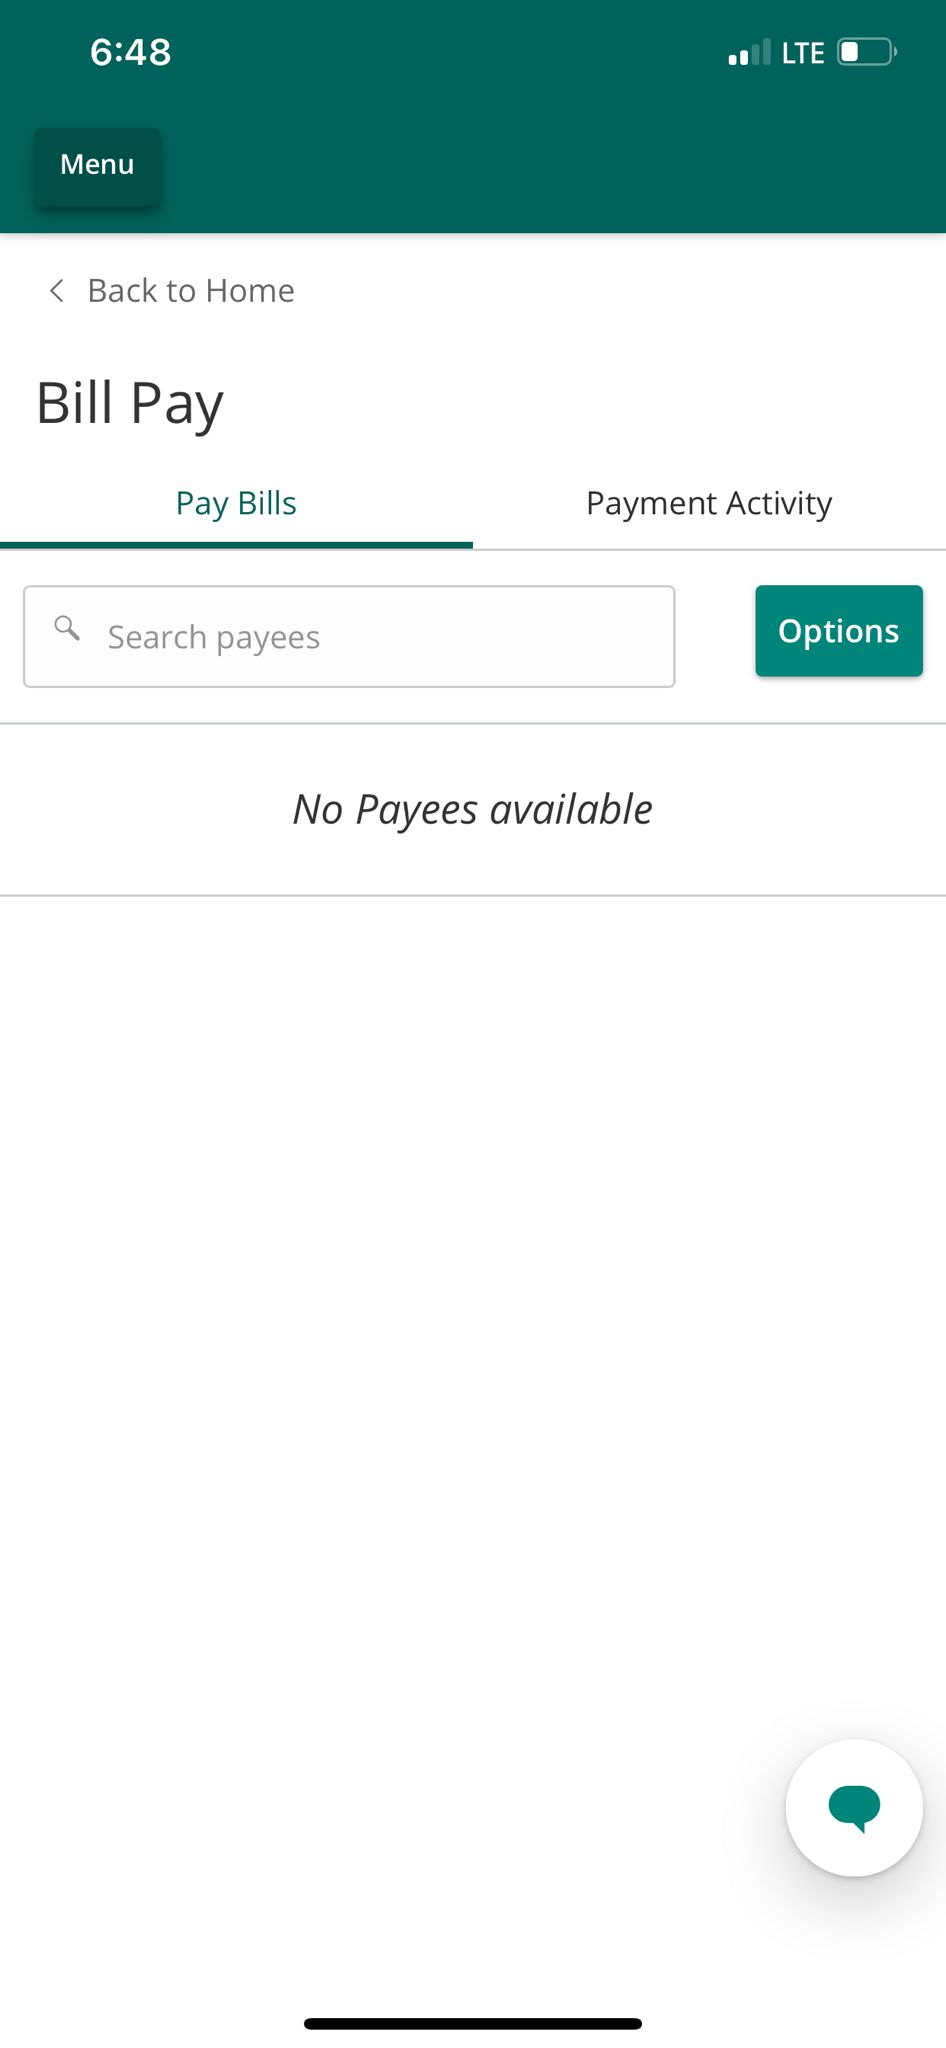 6:48
LTE
Menu
Back to Home
Bill Pay
Pay Bills
Payment Activity
Search payees
Options
No Payees available